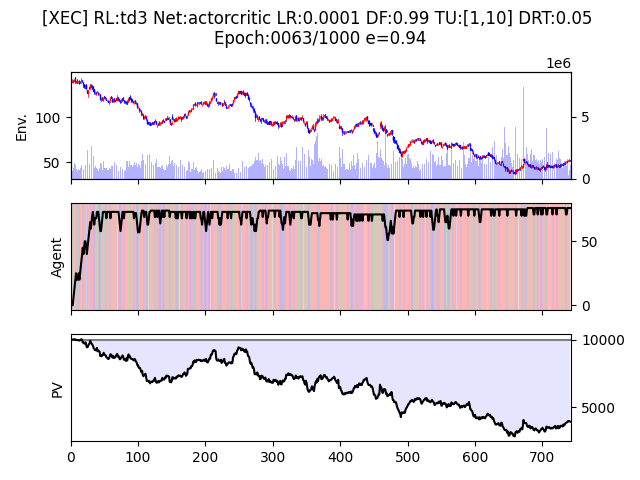 [XEC] RL:td3 Net:actorcritic LR:0.0001 DF:0.99 TU:[1,10] DRT:0.05
Epoch:0063/1000 e=0.94
1e6
Env.
100
50
5
0
Agent
50
0
PV
10000
5000
0 100 200 300 400 500 600 700